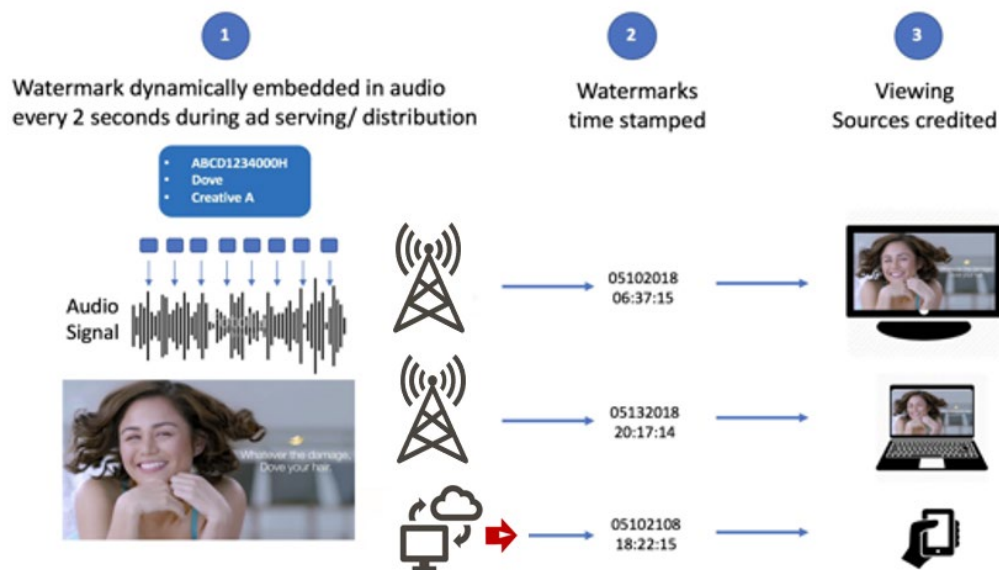 1
Watermark dynamically embedded in audio
every 2 seconds during ad serving/ distribution
• ABCD1234000H
• Dove
• Creative A
Audio
Signal
Whatever the damage,
Dove your hair.
2
Watermarks
time stamped
05102018
06:37:15
05132018
20:17:14
05102108
18:22:15
3
Viewing
Sources credited